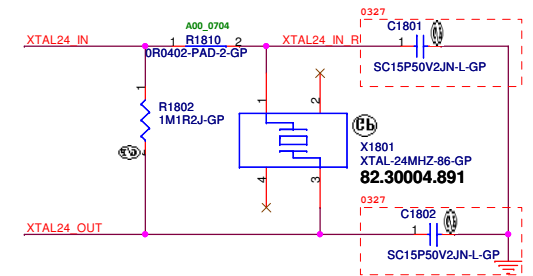 0327
A00_0704
C1801
XTAL24_IN
1
R1810
2
XTAL24_IN_R
1
0R0402-PAD-2-GP
SC15P50V2JN-L-GP
1
R1802
1M1R2J-GP
1
2
X1801
XTAL-24MHZ-86-GP
82.30004.891
4
3
0327
C1802
XTAL24_OUT
1
SC15P50V2JN-L-GP